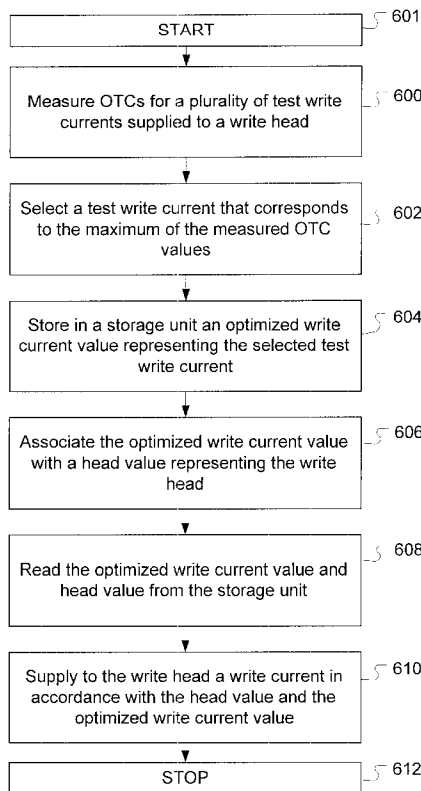 START
601
Measure OTCs for a plurality of test write
currents supplied to a write head
600
Select a test write current that corresponds
to the maximum of the measured OTC
values
602
Store in a storage unit an optimized write
current value representing the selected test
write current
604
Associate the optimized write current value
with a head value representing the write
head
606
Read the optimized write current value and
head value from the storage unit
608
Supply to the write head a write current in
accordance with the head value and the
optimized write current value
610
STOP
612